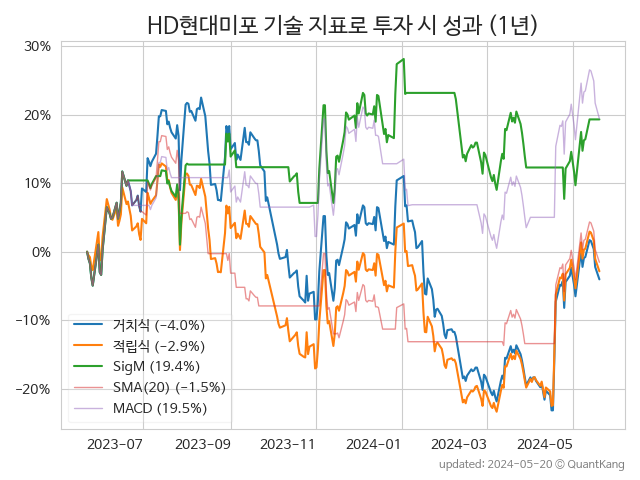 HD현대미포 기술 지표로 투자 시 성과 (1년)
30%
20%
10%
0%
−10%
−20%
거치식 (−4.0%)
적립식 (−2.9%)
SigM (19.4%)
SMA(20) (−1.5%)
MACD (19.5%)
2023−07
2023−09
2023−11
2024−01
2024−03
2024−05
updated: 2024−05−20 © QuantKang